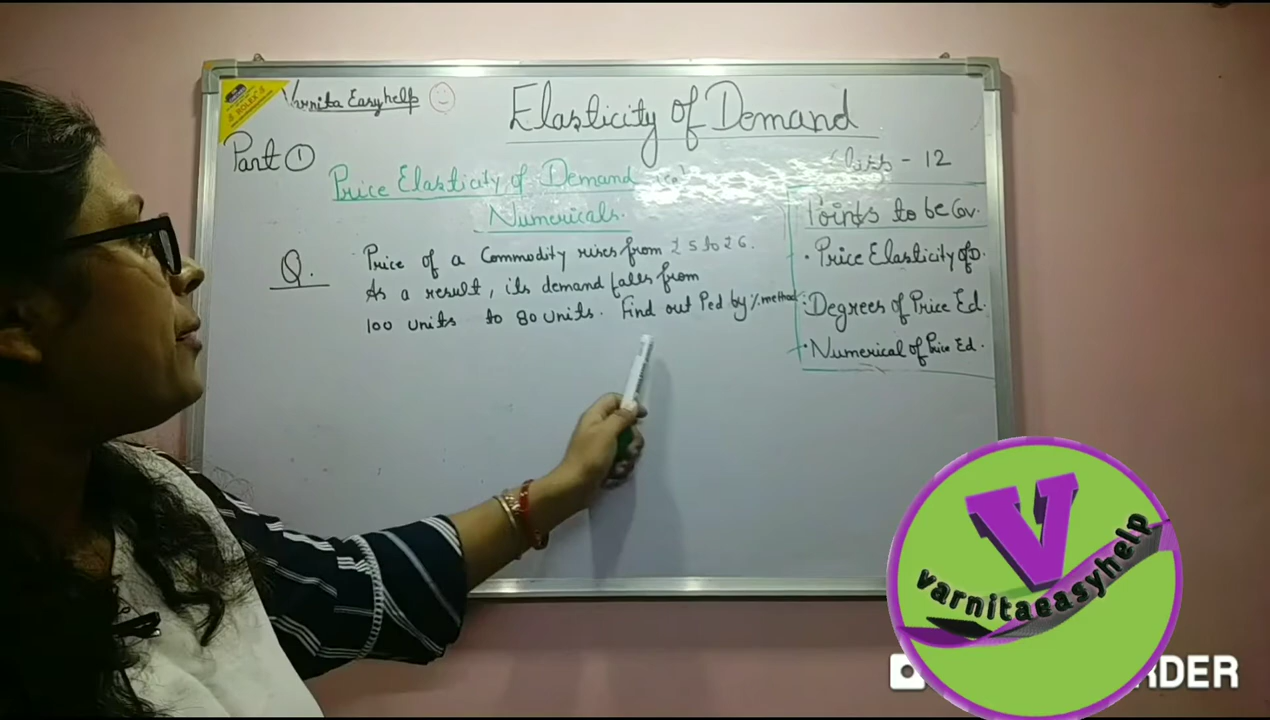 Varnita Easyhelp
Elasticity of Demand
Part ①
Class - 12
Price Elasticity of Demand
Numericals.
Q. Price of a Commodity rises from ₹ 5 to ₹ 6.
As a result, its demand falls from
100 units to 80 units. Find out Ped by % method
Points to be Cov.
· Price Elasticity of D.
· Degrees of Price Ed.
· Numerical of Price Ed.
V
varnitaeasyhelp
RDER